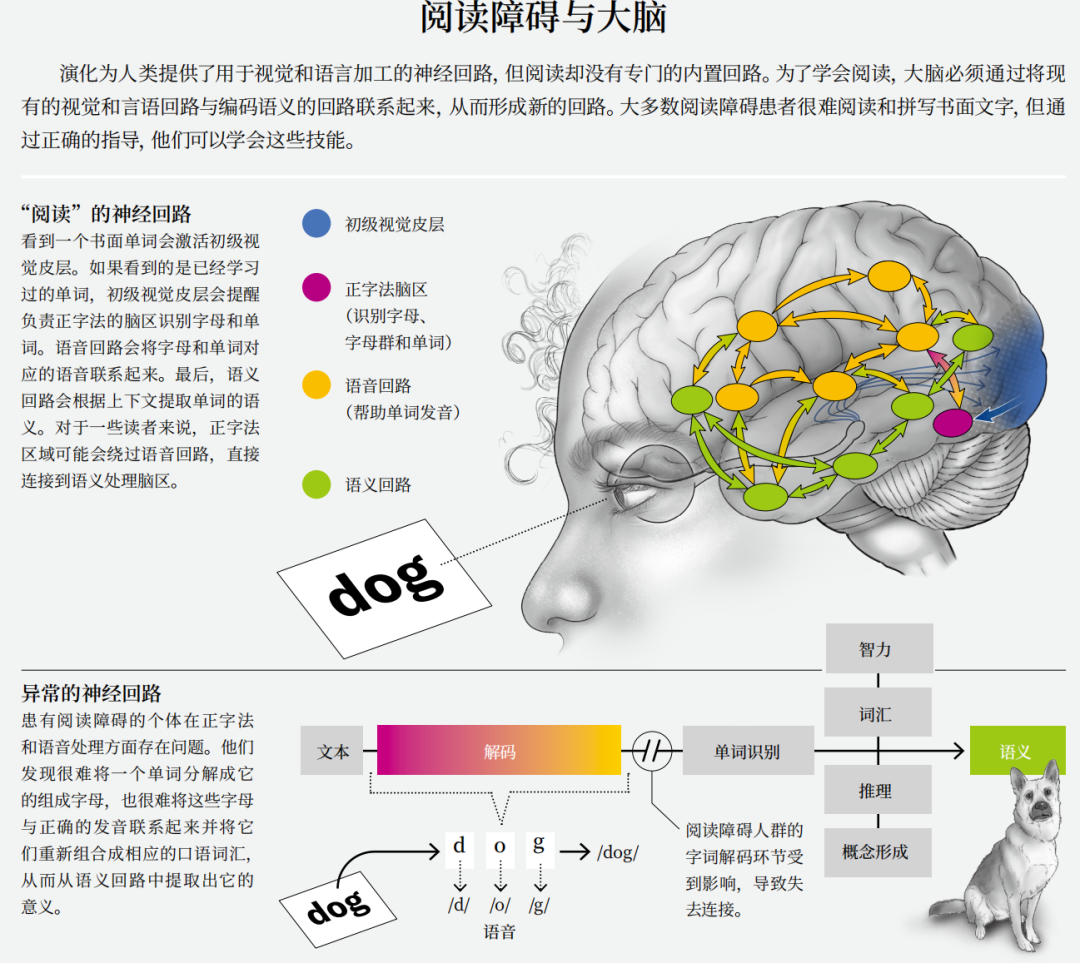 阅读障碍与大脑
演化为人类提供了用于视觉和语言加工的神经回路, 但阅读却没有专门的内置回路。为了学会阅读, 大脑必须通过将现
有的视觉和言语回路与编码语义的回路联系起来, 从而形成新的回路。大多数阅读障碍患者很难阅读和拼写书面文字, 但通
过正确的指导, 他们可以学会这些技能。
“阅读”的神经回路
看到一个书面单词会激活初级视
觉皮层。如果看到的是已经学习
过的单词，初级视觉皮层会提醒
负责正字法的脑区识别字母和单
词。语音回路会将字母和单词对
应的语音联系起来。最后，语义
回路会根据上下文提取单词的语
义。对于一些读者来说，正字法
区域可能会绕过语音回路，直接
连接到语义处理脑区。
初级视觉皮层
正字法脑区
(识别字母、
字母群和单词)
语音回路
(帮助单词发音)
语义回路
dog
异常的神经回路
患有阅读障碍的个体在正字法
和语音处理方面存在问题。他们
发现很难将一个单词分解成它
的组成字母，也很难将这些字母
与正确的发音联系起来并将它
们重新组合成相应的口语词汇，
从而从语义回路中提取出它的
意义。
文本
解码
单词识别
智力
词汇
推理
概念形成
语义
dog
d o g
/dog/
/d/ /o/ /g/
语音
阅读障碍人群的
字词解码环节受
到影响，导致失
去连接。